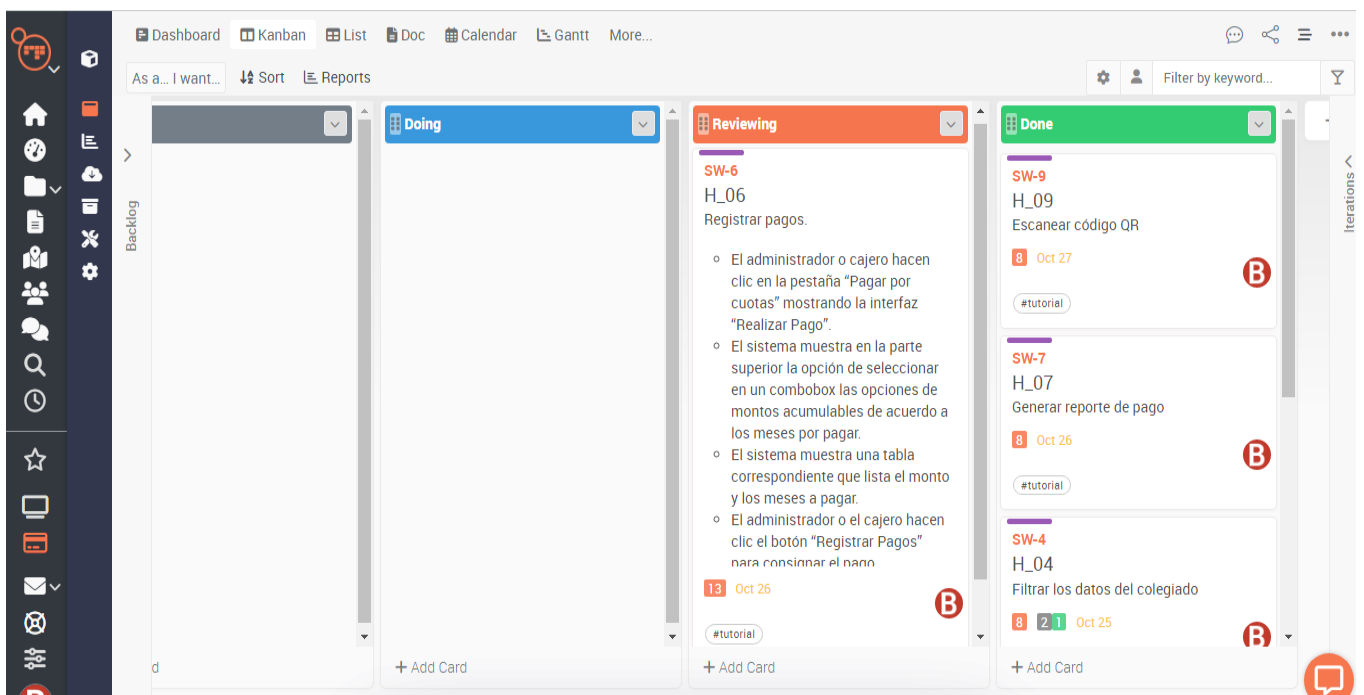 Dashboard Kanban List Doc Calendar Gantt More...
As a... I want... Sort Reports Filter by keyword...
Backlog
d
Doing
+ Add Card
Reviewing
SW-6
H_06
Registrar pagos.
El administrador o cajero hacen
clic en la pestaña “Pagar por
cuotas” mostrando la interfaz
“Realizar Pago”.
El sistema muestra en la parte
superior la opción de seleccionar
en un combobox las opciones de
montos acumulables de acuerdo a
los meses por pagar.
El sistema muestra una tabla
correspondiente que lista el monto
y los meses a pagar.
El administrador o el cajero hacen
clic el botón “Registrar Pagos”
para consignar el pago
13 Oct 26
B
#tutorial
+ Add Card
Done
SW-9
H_09
Escanear código QR
8 Oct 27
B
#tutorial
SW-7
H_07
Generar reporte de pago
8 Oct 26
B
#tutorial
SW-4
H_04
Filtrar los datos del colegiado
8 2 1 Oct 25
B
+ Add Card
Iterations